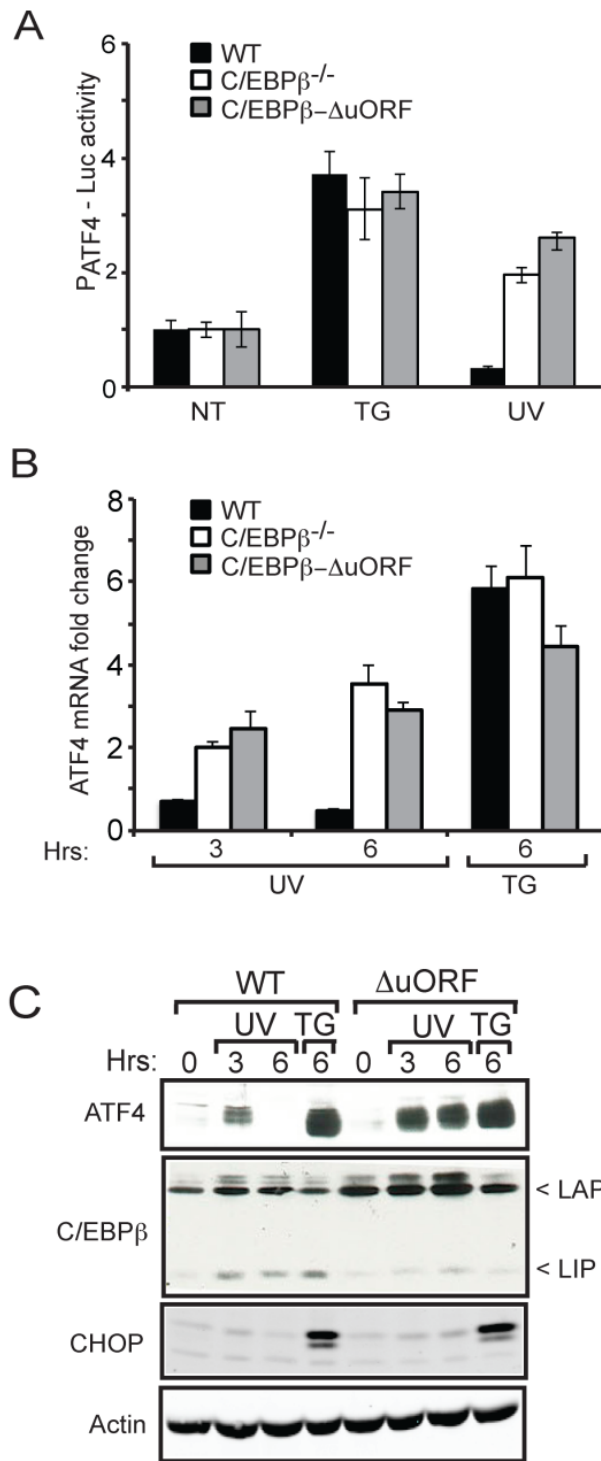 A
6
4
2
0
PATF4 - Luc activity
WT
C/EBPβ-/-
C/EBPβ–ΔuORF
NT TG UV
B
8
6
4
2
0
ATF4 mRNA fold change
WT
C/EBPβ-/-
C/EBPβ–ΔuORF
Hrs: 3 6 6
UV TG
C
WT ΔuORF
UV TG UV TG
Hrs: 0 3 6 6 0 3 6 6
ATF4
C/EBPβ
< LAP
< LIP
CHOP
Actin